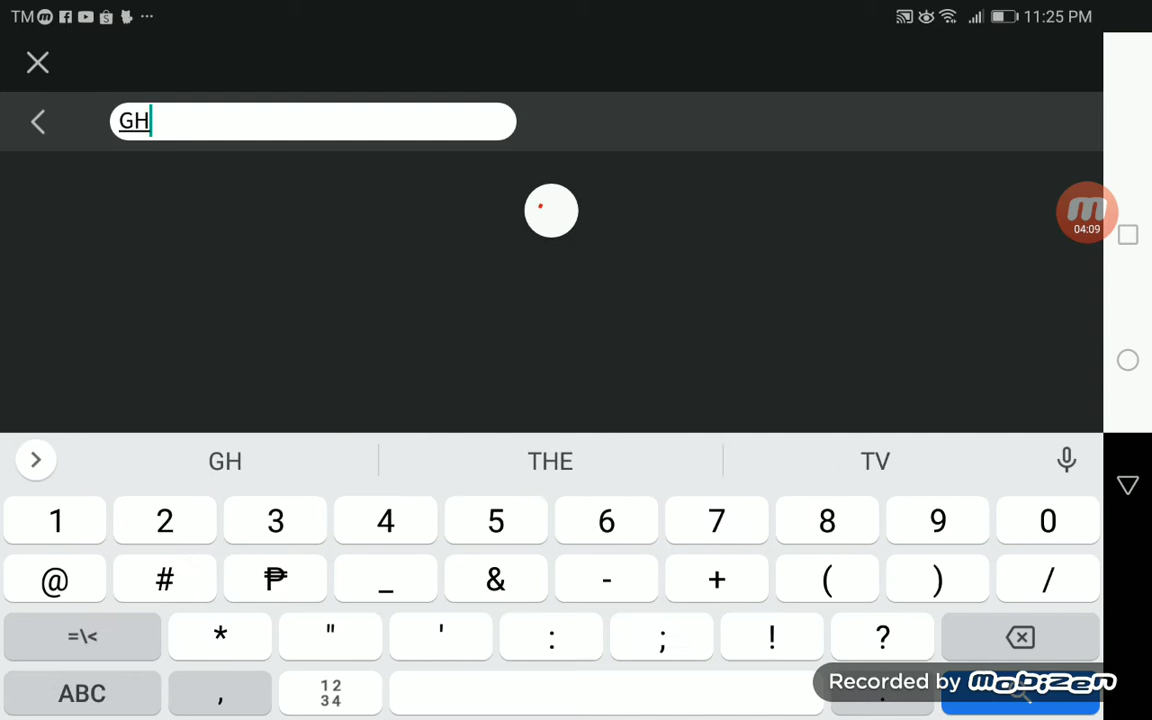 TM 11:25 PM
GH
04:09
GH THE TV
1 2 3 4 5 6 7 8 9 0
@ # ₱ _ & - + ( ) /
=\< * " ' : ; ! ?
ABC , 12 34 .
Recorded by mobizen